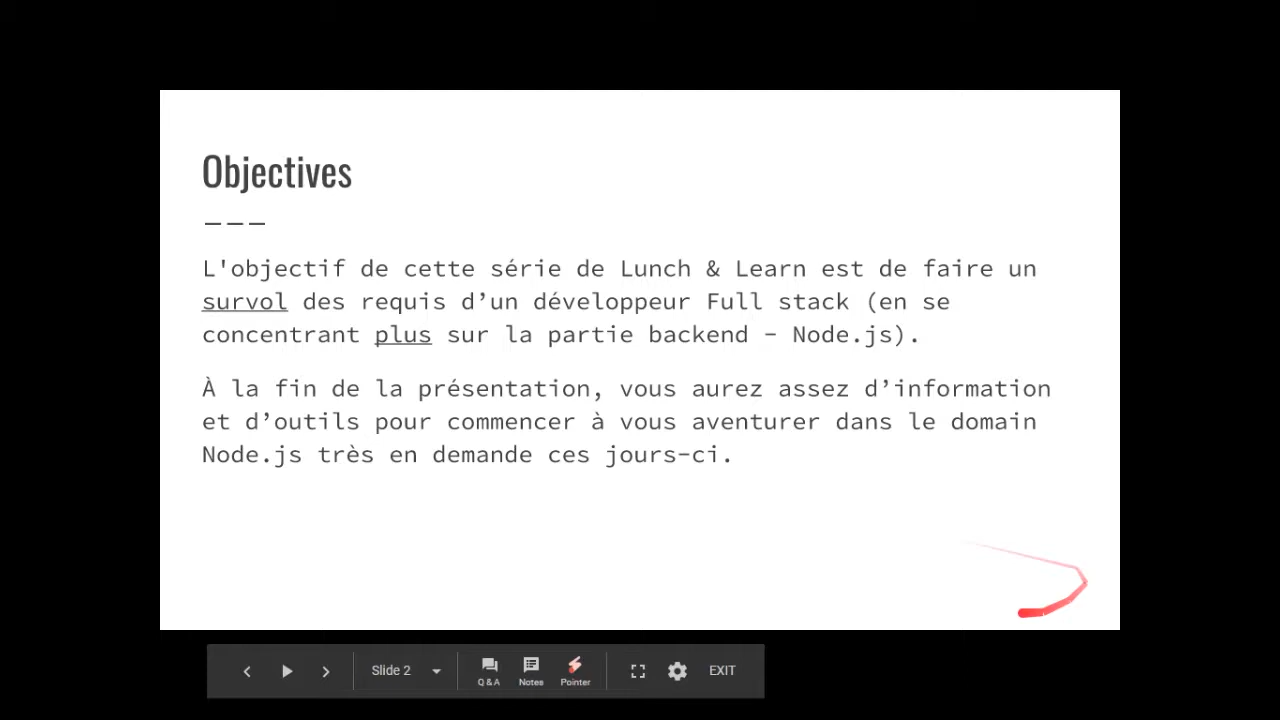 Objectives
———
L'objectif de cette série de Lunch & Learn est de faire un
survol des requis d’un développeur Full stack (en se
concentrant plus sur la partie backend - Node.js).
À la fin de la présentation, vous aurez assez d’information
et d’outils pour commencer à vous aventurer dans le domain
Node.js très en demande ces jours-ci.
Slide 2
Q & A
Notes
Pointer
EXIT